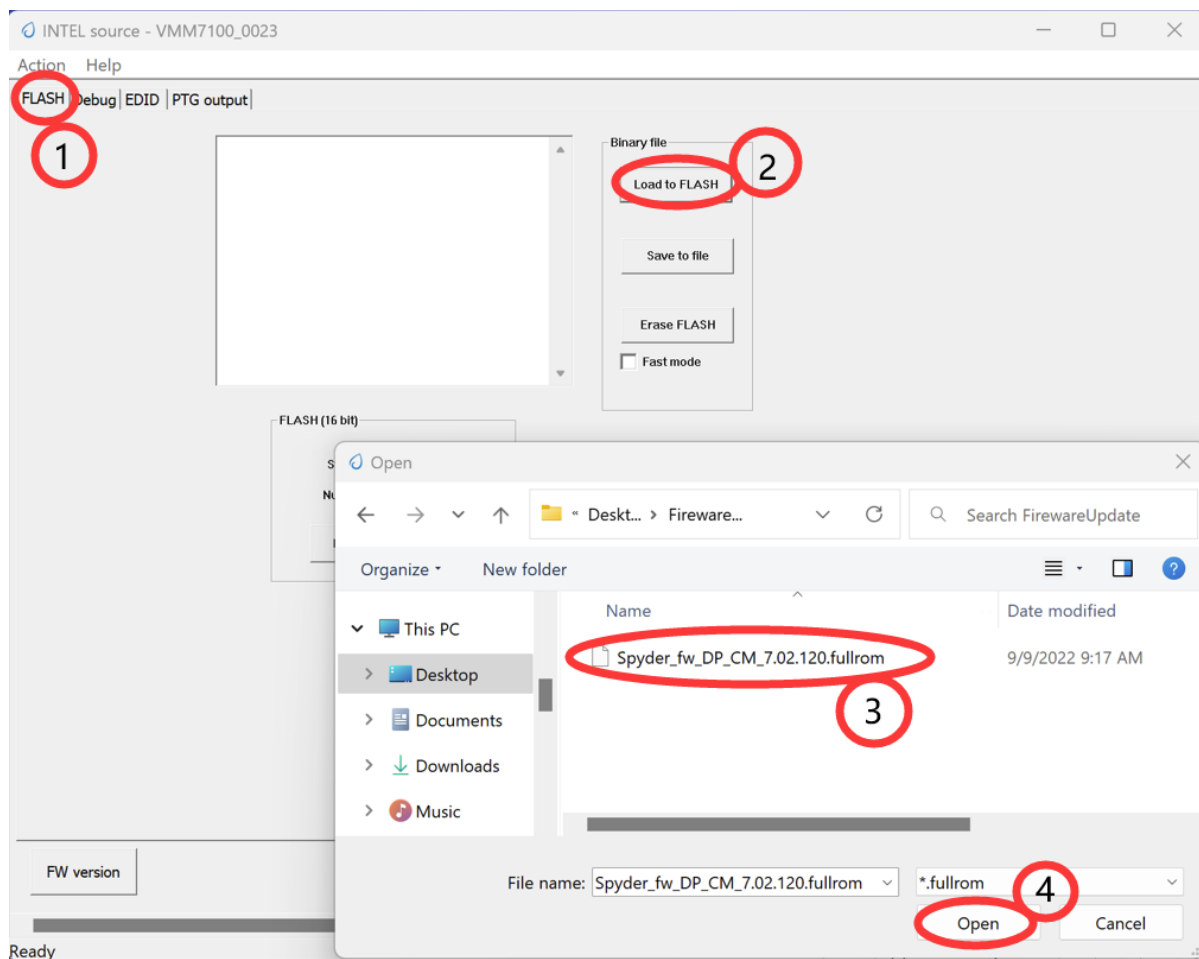 INTEL source - VMM7100_0023
Action Help
FLASH Debug EDID PTG output
1
Binary file
2
Load to FLASH
Save to file
Erase FLASH
Fast mode
FLASH (16 bit)
Open
« Deskt... > Fireware...
Search FirewareUpdate
Organize
New folder
Name
Date modified
This PC
Spyder_fw_DP_CM_7.02.120.fullrom
9/9/2022 9:17 AM
Desktop
3
Documents
Downloads
Music
FW version
File name: Spyder_fw_DP_CM_7.02.120.fullrom
*.fullrom
4
Open
Cancel
Ready